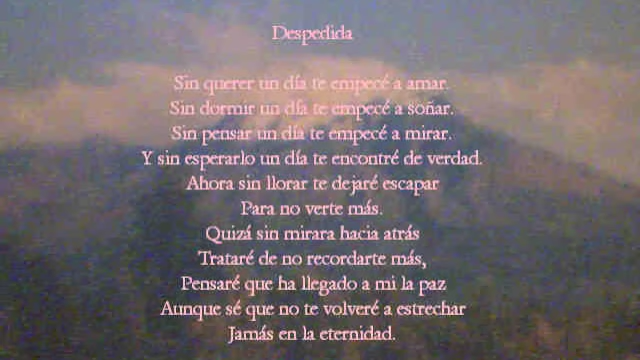 Despedida
Sin querer un día te empecé a amar.
Sin dormir un día te empecé a soñar.
Sin pensar un día te empecé a mirar.
Y sin esperarlo un día te encontré de verdad.
Ahora sin llorar te dejaré escapar
Para no verte más.
Quizá sin mirara hacia atrás
Trataré de no recordarte más,
Pensaré que ha llegado a mi la paz
Aunque sé que no te volveré a estrechar
Jamás en la eternidad.